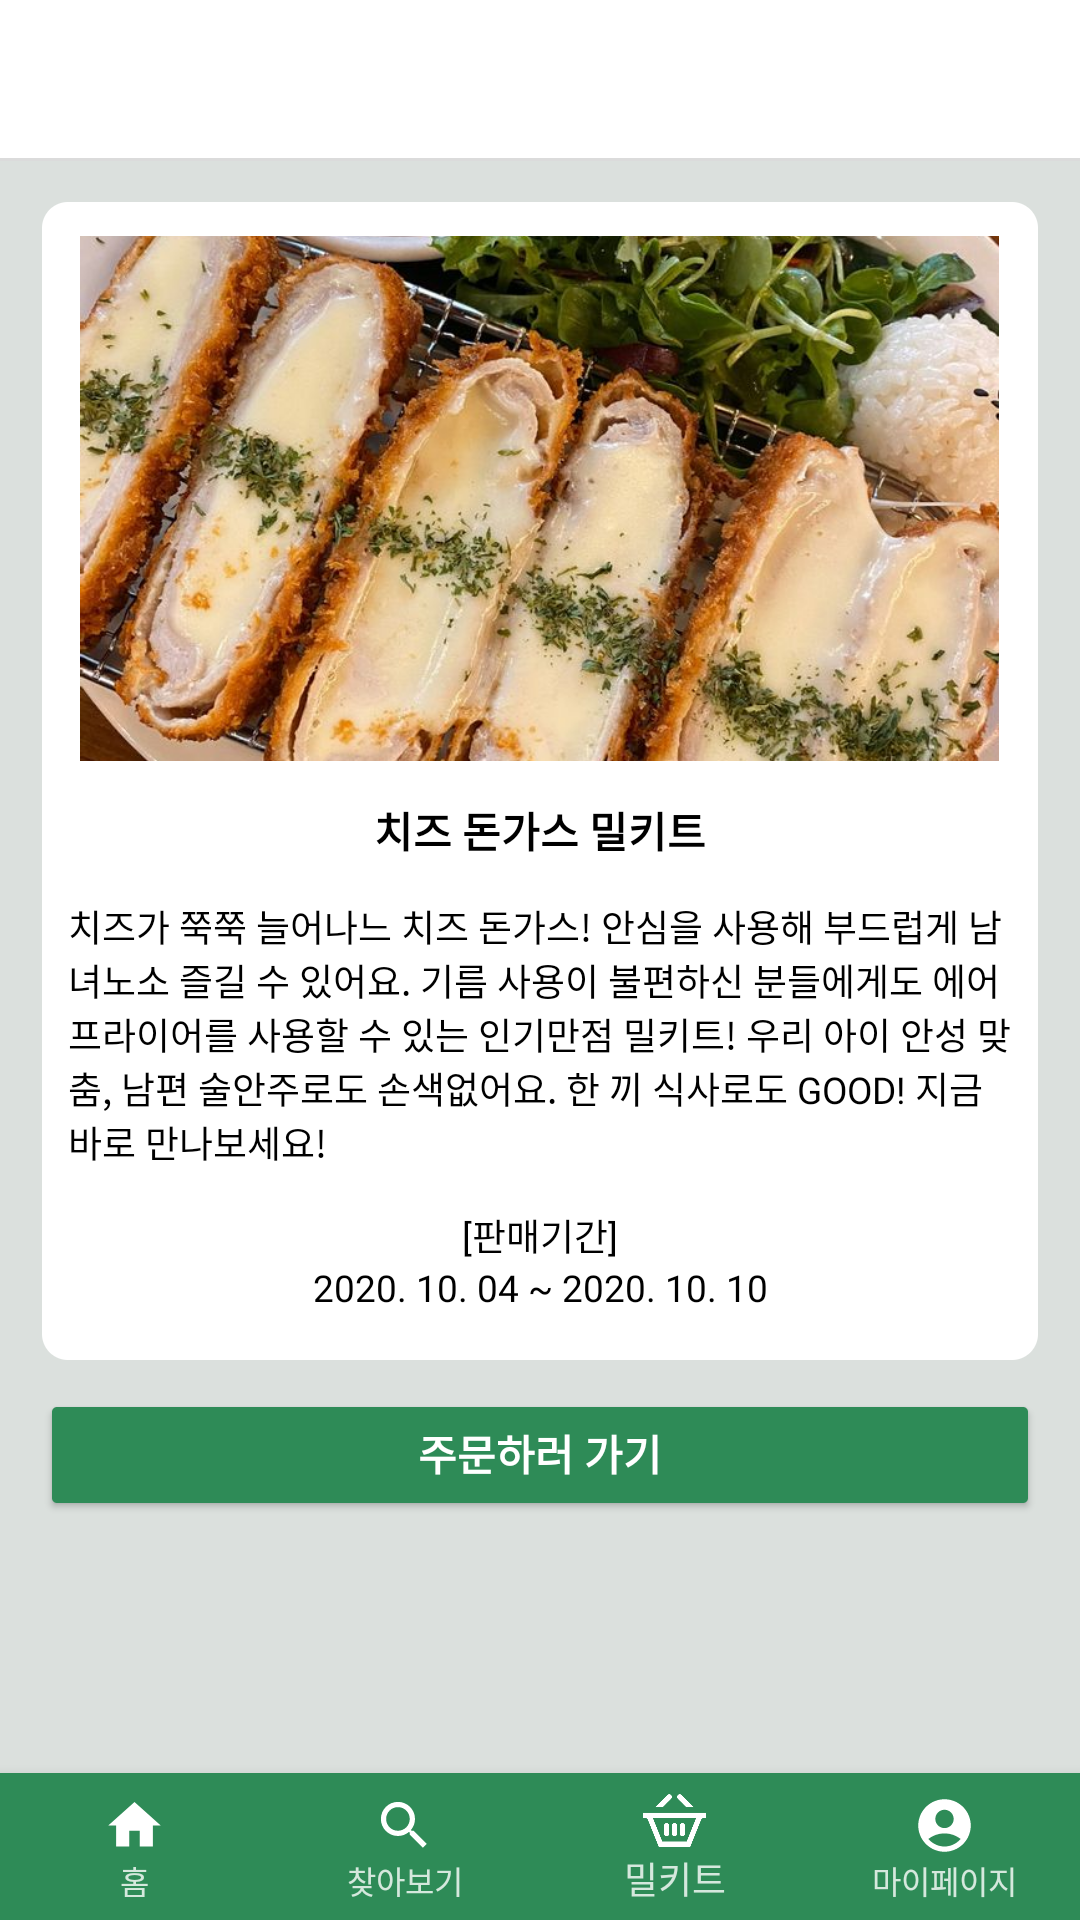 치즈 돈가스 밀키트
치즈가 쭉쭉 늘어나느 치즈 돈가스! 안심을 사용해 부드럽게 남
녀노소 즐길 수 있어요. 기름 사용이 불편하신 분들에게도 에어
프라이어를 사용할 수 있는 인기만점 밀키트! 우리 아이 안성 맞
춤, 남편 술안주로도 손색없어요. 한 끼 식사로도 GOOD! 지금
바로 만나보세요!
[판매기간]
2020. 10. 04 ~ 2020. 10. 10
주문하러 가기
홈 찾아보기 밀키트 마이페이지